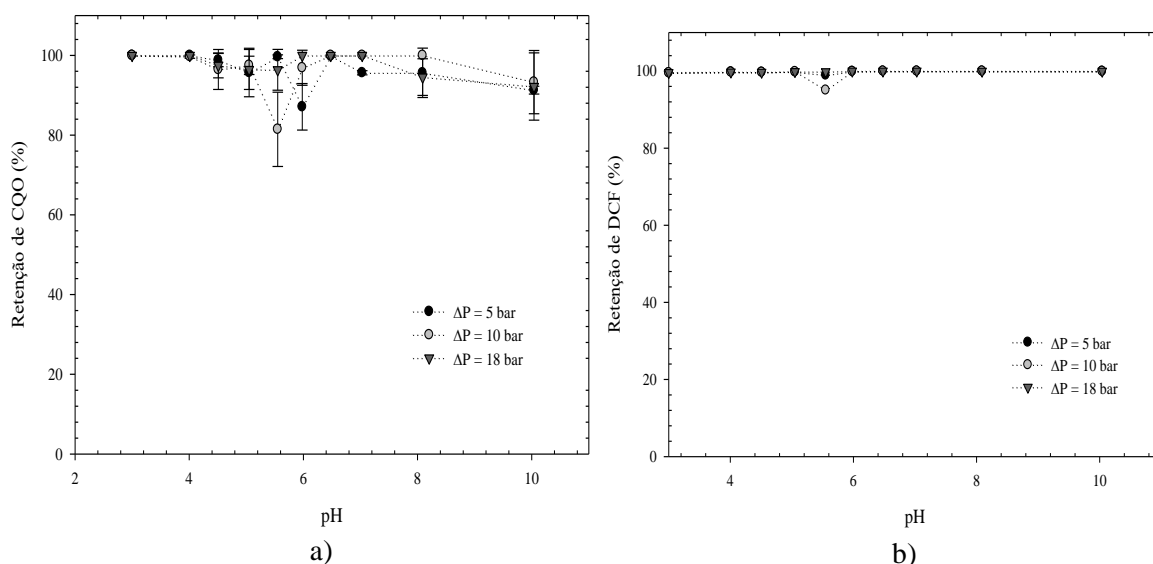 Retenção de CQO (%)
100
80
60
40
20
0
ΔP = 5 bar
ΔP = 10 bar
ΔP = 18 bar
2
4
6
8
10
pH
a)
Retenção de DCF (%)
100
80
60
40
20
0
ΔP = 5 bar
ΔP = 10 bar
ΔP = 18 bar
4
6
8
10
pH
b)